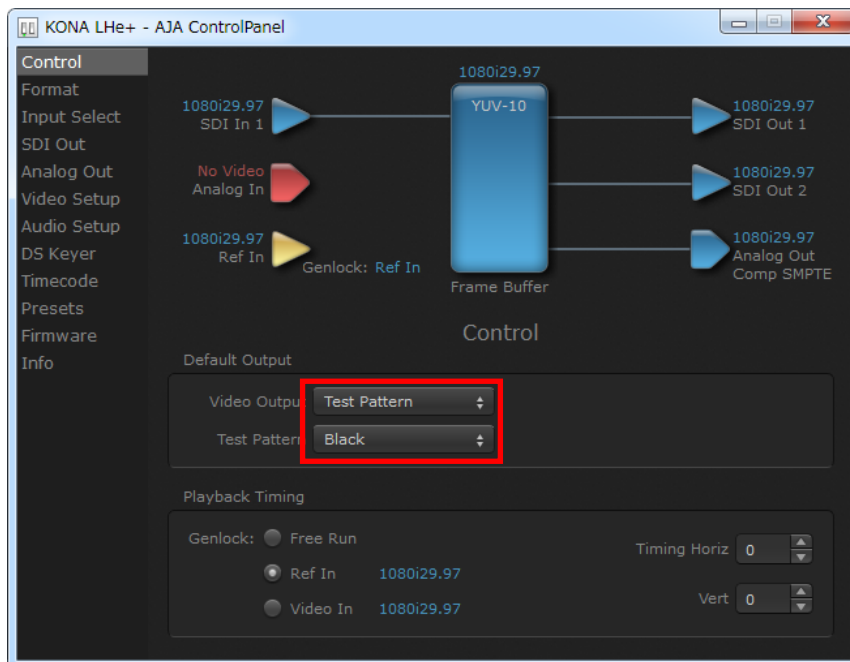 KONA LHe+ - AJA ControlPanel
Control
Format
Input Select
SDI Out
Analog Out
Video Setup
Audio Setup
DS Keyer
Timecode
Presets
Firmware
Info
1080i29.97
YUV-10
Frame Buffer
1080i29.97
SDI In 1
No Video
Analog In
1080i29.97
Ref In
Genlock: Ref In
1080i29.97
SDI Out 1
1080i29.97
SDI Out 2
1080i29.97
Analog Out
Comp SMPTE
Control
Default Output
Video Output Test Pattern
Test Pattern Black
Playback Timing
Genlock: Free Run
Ref In 1080i29.97
Video In 1080i29.97
Timing Horiz 0
Vert 0